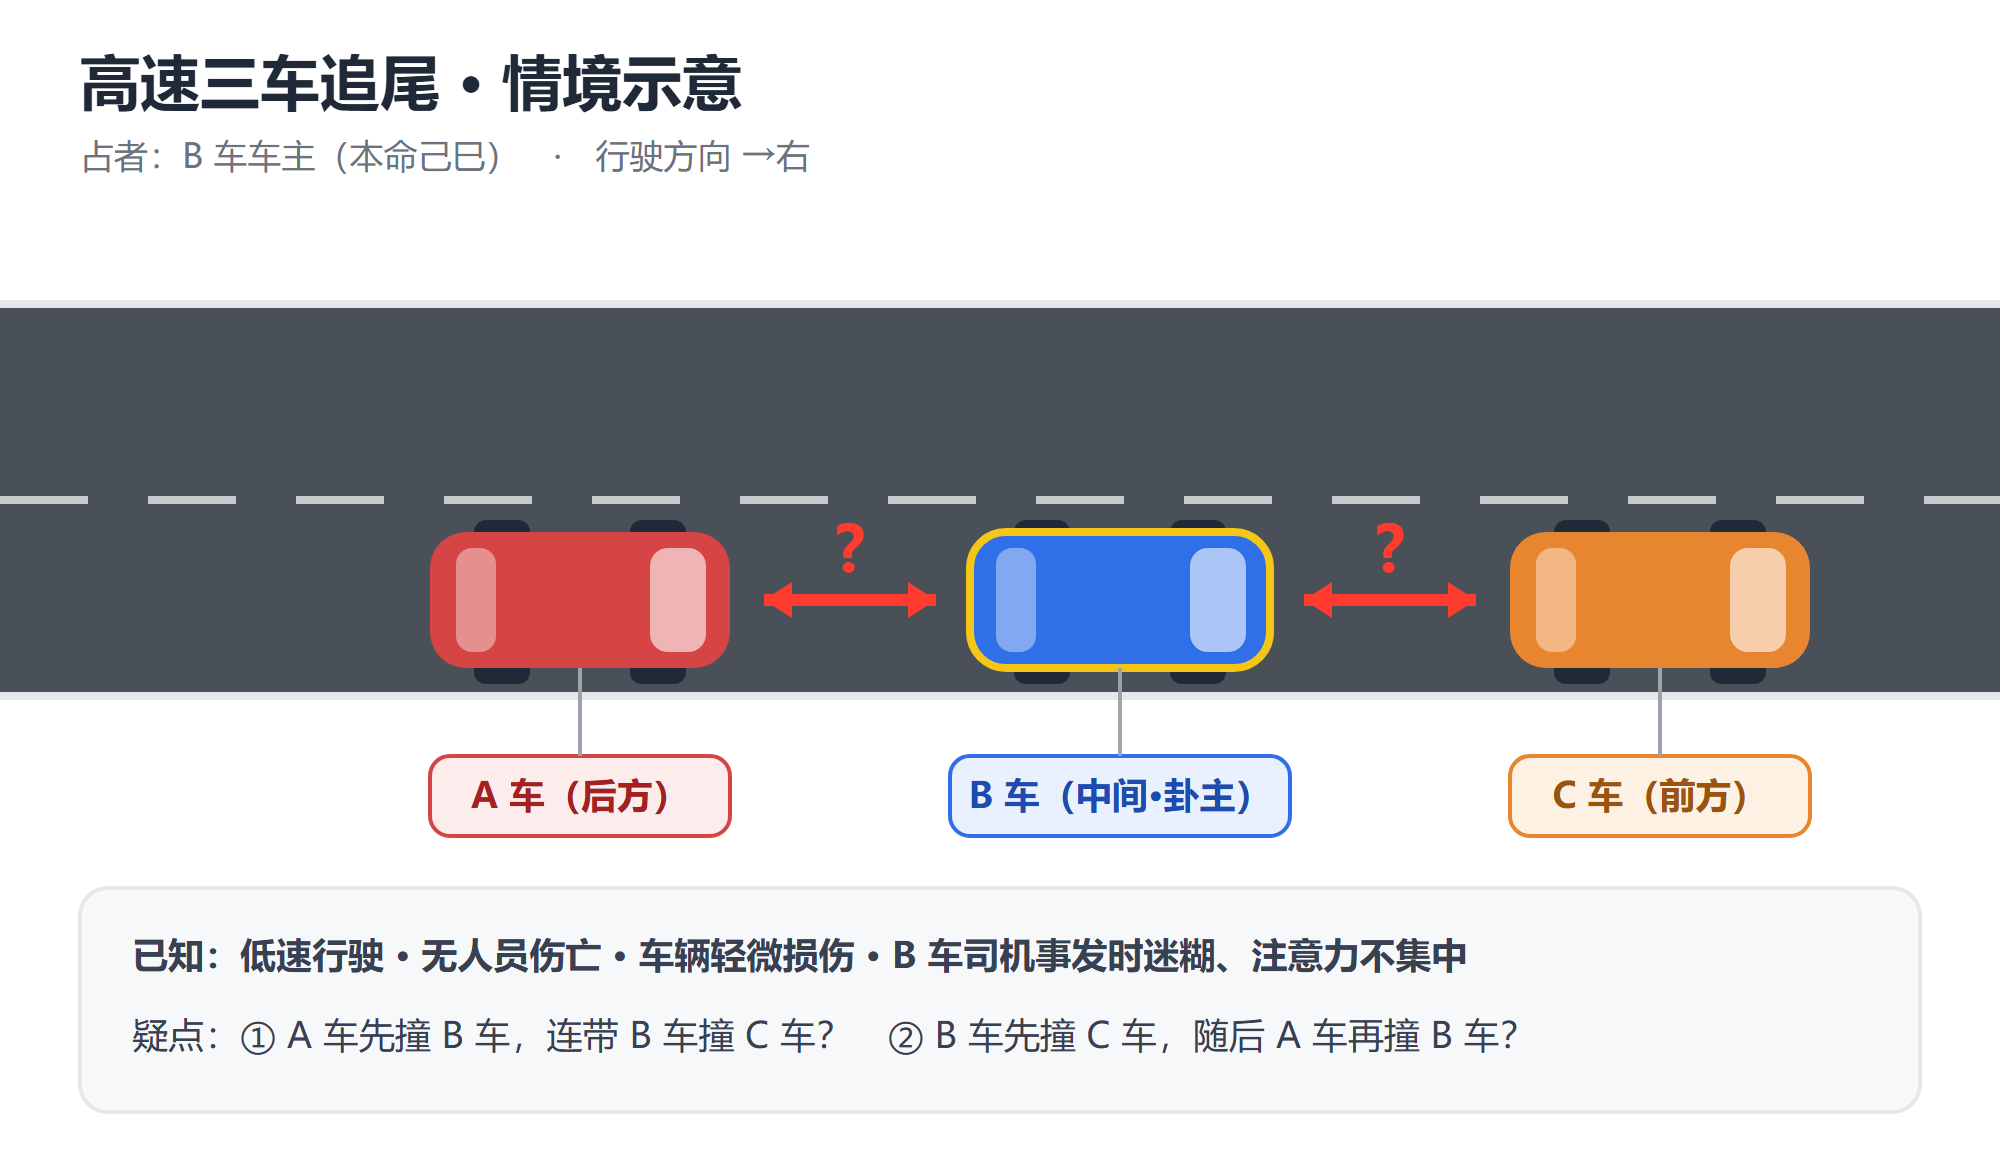 高速三车追尾·情境示意
占者：B 车车主（本命己巳） · 行驶方向 →右
?
?
A 车（后方）
B 车（中间·卦主）
C 车（前方）
已知：低速行驶·无人员伤亡·车辆轻微损伤·B 车司机事发时迷糊、注意力不集中
疑点：① A 车先撞 B 车，连带 B 车撞 C 车？ ② B 车先撞 C 车，随后 A 车再撞 B 车？